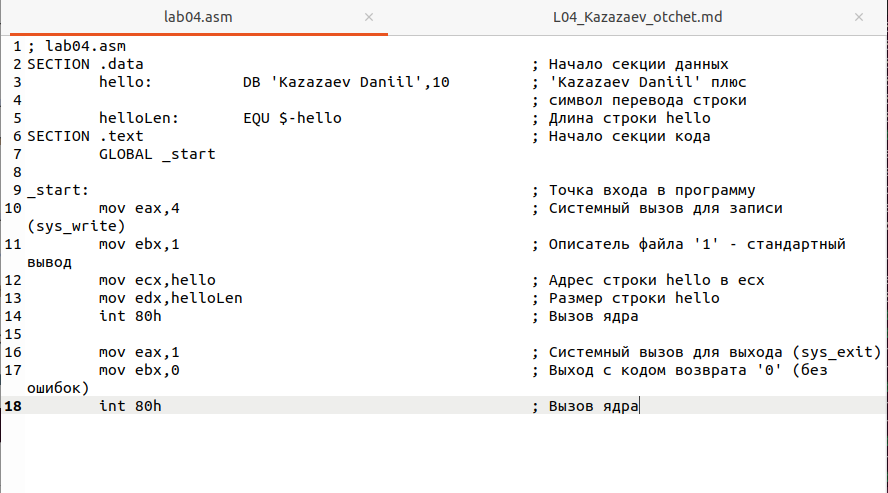 lab04.asm × L04_Kazazaev_otchet.md ×
1 ; lab04.asm
2 SECTION .data ; Начало секции данных
3 hello: DB 'Kazazaev Daniil',10 ; 'Kazazaev Daniil' плюс
4 ; символ перевода строки
5 helloLen: EQU $-hello ; Длина строки hello
6 SECTION .text ; Начало секции кода
7 GLOBAL _start
8
9 _start: ; Точка входа в программу
10 mov eax,4 ; Системный вызов для записи
(sys_write)
11 mov ebx,1 ; Описатель файла '1' - стандартный
вывод
12 mov ecx,hello ; Адрес строки hello в ecx
13 mov edx,helloLen ; Размер строки hello
14 int 80h ; Вызов ядра
15
16 mov eax,1 ; Системный вызов для выхода (sys_exit)
17 mov ebx,0 ; Выход с кодом возврата '0' (без
ошибок)
18 int 80h ; Вызов ядра